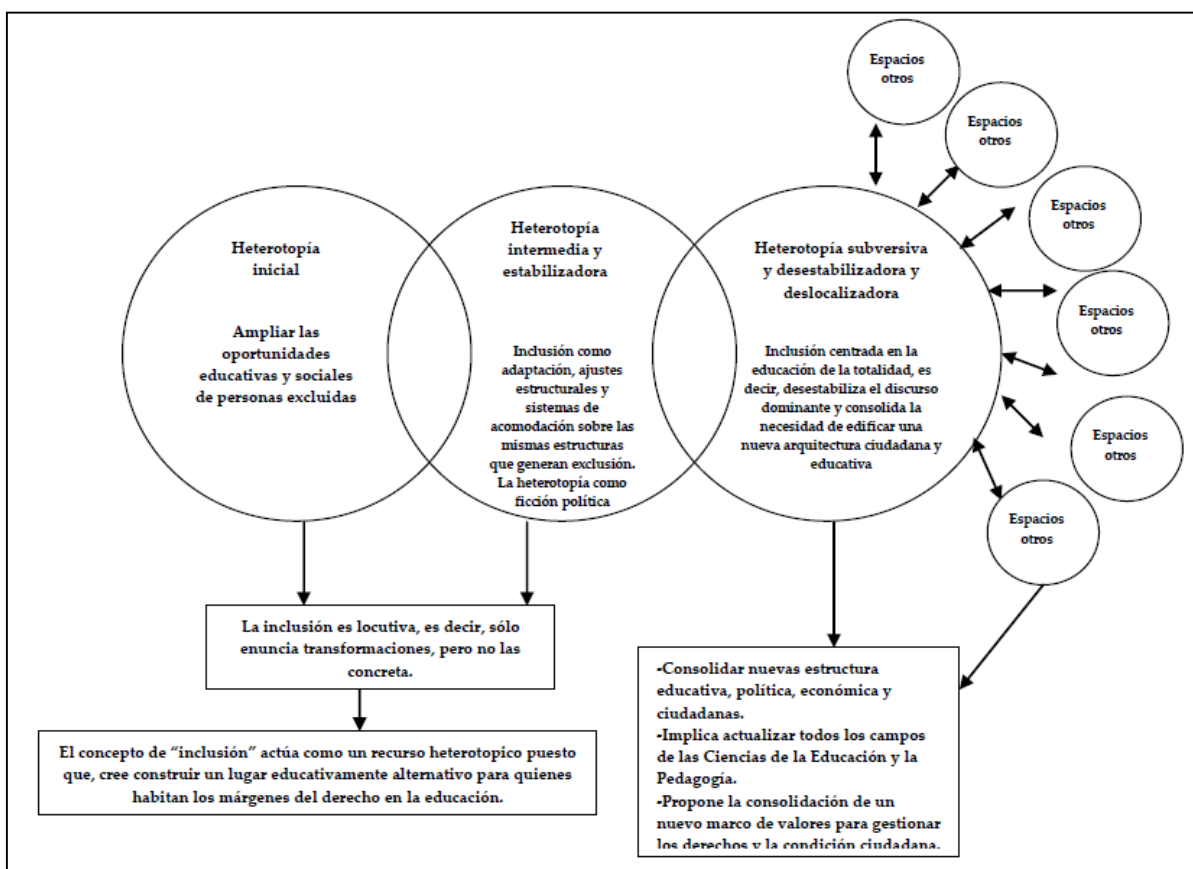 Heterotopía
inicial
Ampliar las
oportunidades
educativas y sociales
de personas excluidas
Heterotopía
intermedia y
estabilizadora
Inclusión como
adaptación, ajustes
estructurales y
sistemas de
acomodación sobre las
mismas estructuras
que generan exclusión.
La heterotopía como
ficción política
Heterotopía subversiva
y desestabilizadora y
deslocalizadora
Inclusión centrada en la
educación de la totalidad, es
decir, desestabiliza el discurso
dominante y consolida la
necesidad de edificar una
nueva arquitectura ciudadana y
educativa
Espacios
otros
Espacios
otros
Espacios
otros
Espacios
otros
Espacios
otros
Espacios
otros
La inclusión es locutiva, es decir, sólo
enuncia transformaciones, pero no las
concreta.
El concepto de “inclusión” actúa como un recurso heterotopico puesto
que, cree construir un lugar educativamente alternativo para quienes
habitan los márgenes del derecho en la educación.
-Consolidar nuevas estructura
educativa, política, económica y
ciudadanas.
-Implica actualizar todos los campos
de las Ciencias de la Educación y la
Pedagogía.
-Propone la consolidación de un
nuevo marco de valores para gestionar
los derechos y la condición ciudadana.